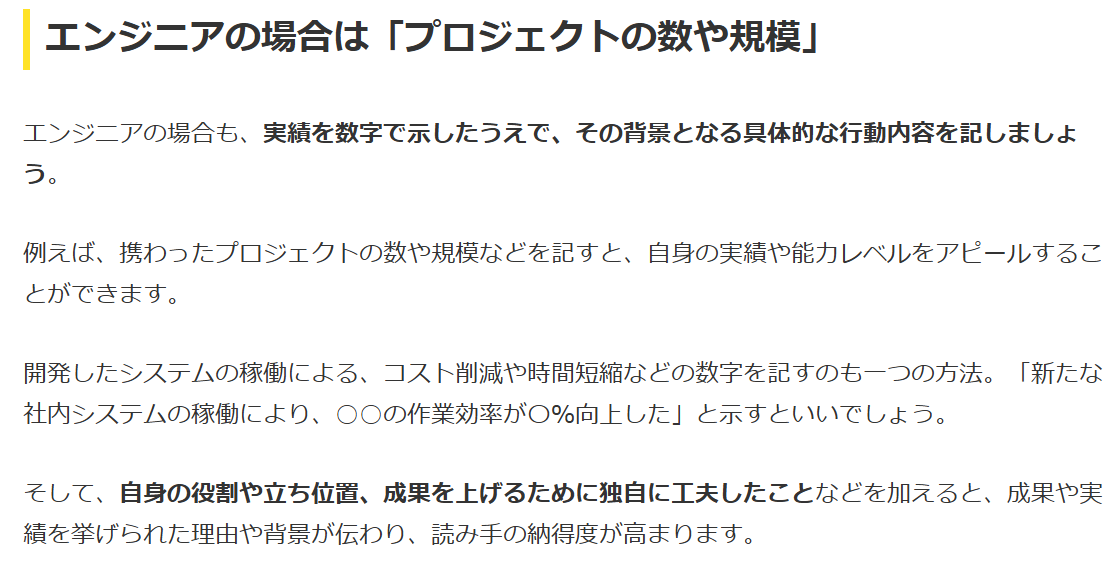 エンジニアの場合は「プロジェクトの数や規模」
エンジニアの場合も、実績を数字で示したうえで、その背景となる具体的な行動内容を記しましょ
う。
例えば、携わったプロジェクトの数や規模などを記すと、自身の実績や能力レベルをアピールするこ
とができます。
開発したシステムの稼働による、コスト削減や時間短縮などの数字を記すのも一つの方法。「新たな
社内システムの稼働により、○○の作業効率が〇%向上した」と示すといいでしょう。
そして、自身の役割や立ち位置、成果を上げるために独自に工夫したことなどを加えると、成果や実
績を挙げられた理由や背景が伝わり、読み手の納得度が高まります。